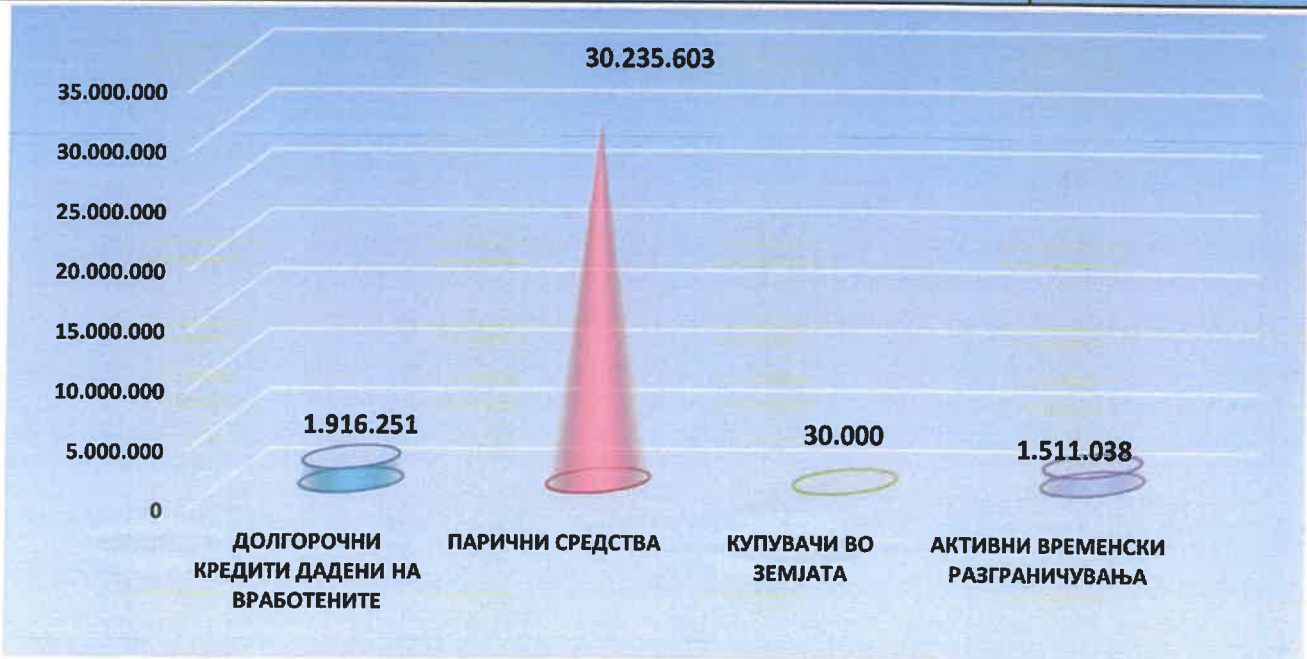 30.235.603
35.000.000
30.000.000
25.000.000
20.000.000
15.000.000
10.000.000
5.000.000
0
1.916.251
30.000
1.511.038
ДОЛГОРОЧНИ
КРЕДИТИ ДАДЕНИ НА
ВРАБОТЕНИТЕ
ПАРИЧНИ СРЕДСТВА
КУПУВАЧИ ВО
ЗЕМЈАТА
АКТИВНИ ВРЕМЕНСКИ
РАЗГРАНИЧУВАЊА